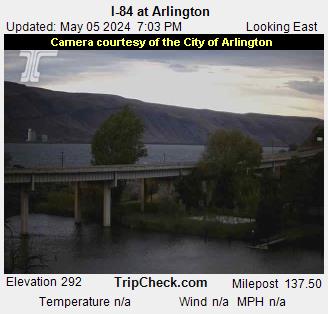 I-84 at Arlington
Updated: May 05 2024 7:03 PM Looking East
Camera courtesy of the City of Arlington
Elevation 292 TripCheck.com Milepost 137.50
Temperature n/a Wind n/a MPH n/a